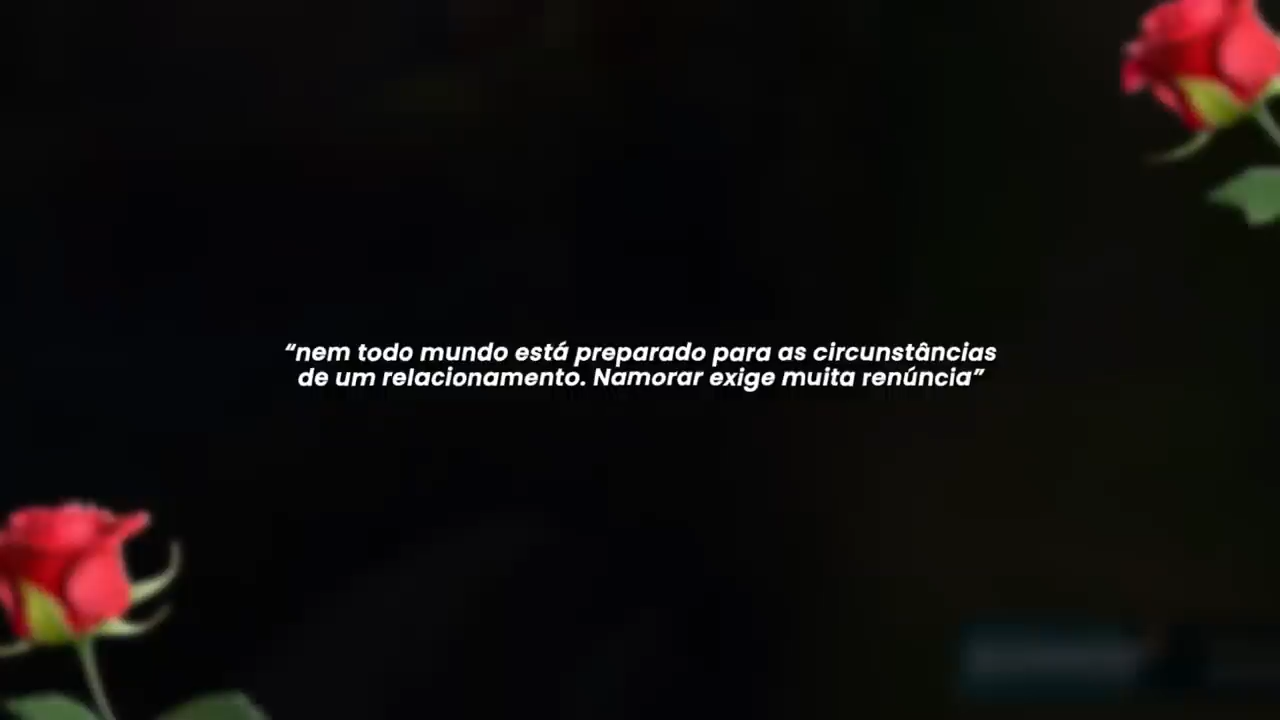 “nem todo mundo está preparado para as circunstâncias
de um relacionamento. Namorar exige muita renúncia”